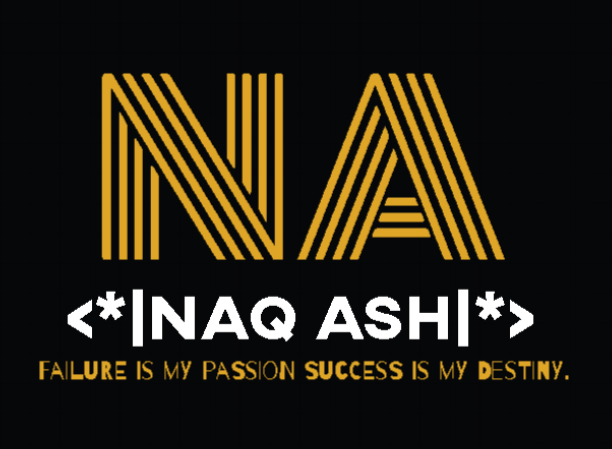 NA
<*|NAQ ASH|*>
FAILURE IS MY PASSION SUCCESS IS MY DESTINY.